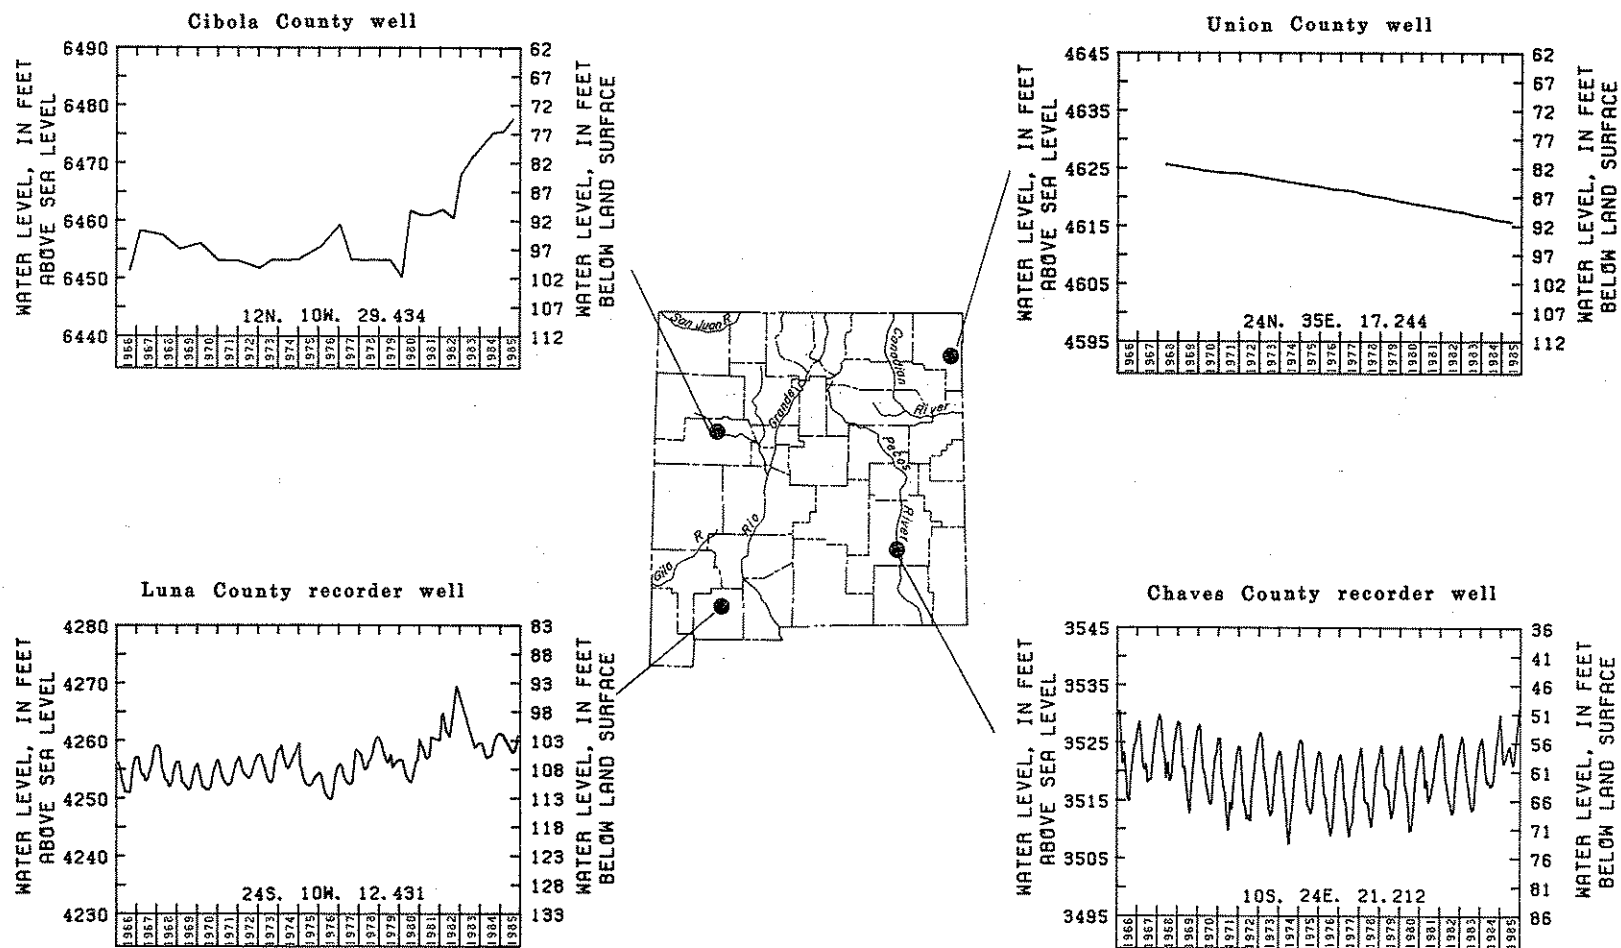 Cibola County well
WATER LEVEL, IN FEET
ABOVE SEA LEVEL
6490
6480
6470
6460
6450
6440
62
67
72
77
82
87
92
97
102
107
112
WATER LEVEL, IN FEET
BELOW LAND SURFACE
12N. 10W. 29.434
1966 1967 1968 1969 1970 1971 1972 1973 1974 1975 1976 1977 1978 1979 1980 1981 1982 1983 1984 1985
Union County well
WATER LEVEL, IN FEET
ABOVE SEA LEVEL
4645
4635
4625
4615
4605
4595
62
67
72
77
82
87
92
97
102
107
112
WATER LEVEL, IN FEET
BELOW LAND SURFACE
24N. 35E. 17.244
1966 1967 1968 1969 1970 1971 1972 1973 1974 1975 1976 1977 1978 1979 1980 1981 1982 1983 1984 1985
San Juan R
Rio Grande
Canadian River
Pecos River
Gila R
Luna County recorder well
WATER LEVEL, IN FEET
ABOVE SEA LEVEL
4280
4270
4260
4250
4240
4230
83
88
93
98
103
108
113
118
123
128
133
WATER LEVEL, IN FEET
BELOW LAND SURFACE
24S. 10W. 12.431
1966 1967 1968 1969 1970 1971 1972 1973 1974 1975 1976 1977 1978 1979 1980 1981 1982 1983 1984 1985
Chaves County recorder well
WATER LEVEL, IN FEET
ABOVE SEA LEVEL
3545
3535
3525
3515
3505
3495
36
41
46
51
56
61
66
71
76
81
86
WATER LEVEL, IN FEET
BELOW LAND SURFACE
10S. 24E. 21.212
1966 1967 1968 1969 1970 1971 1972 1973 1974 1975 1976 1977 1978 1979 1980 1981 1982 1983 1984 1985